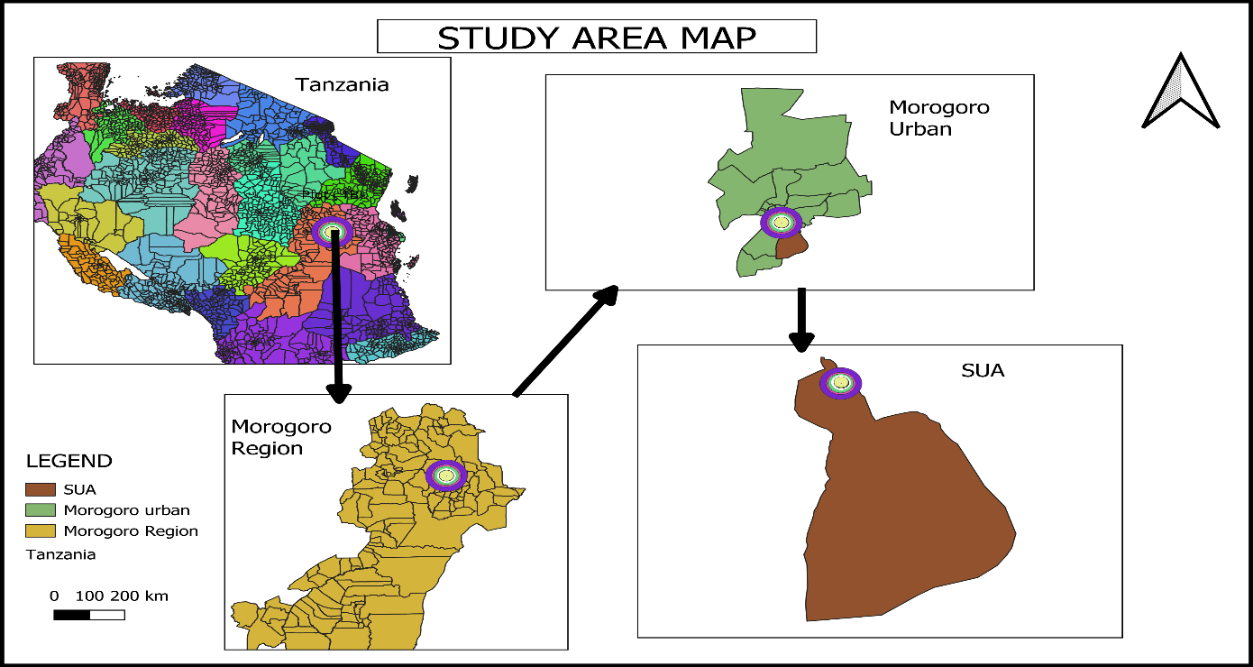 STUDY AREA MAP
Tanzania
Morogoro
Urban
Morogoro
Region
SUA
LEGEND
SUA
Morogoro urban
Morogoro Region
Tanzania
0 100 200 km